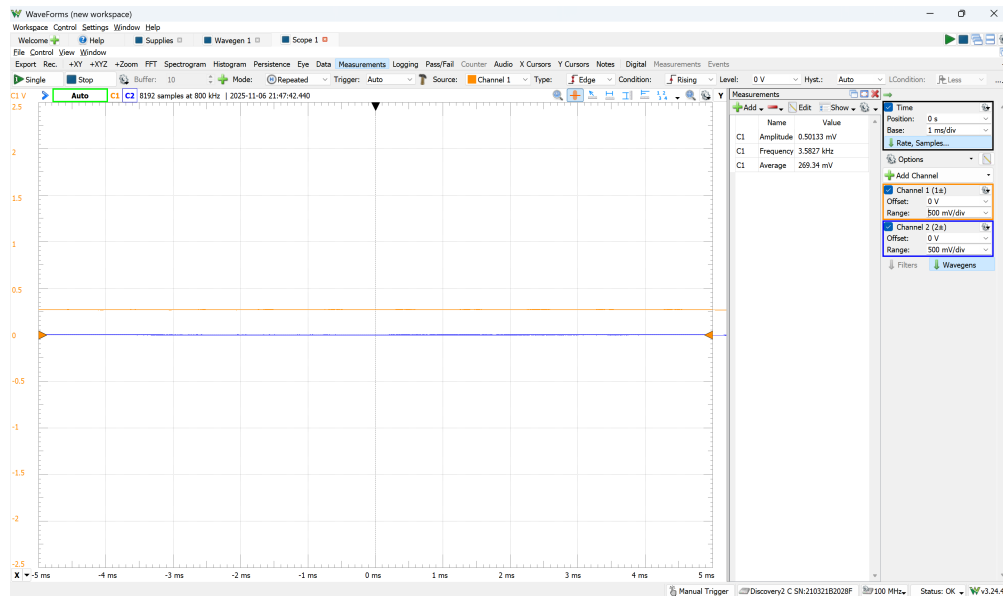 WaveForms (new workspace)
Workspace Control Settings Window Help
Welcome Help Supplies Wavegen 1 Scope 1
File Control View Window
Export Rec. +XY +XYZ +Zoom FFT Spectrogram Histogram Persistence Eye Data Measurements Logging Pass/Fail Counter Audio X Cursors Y Cursors Notes Digital Measurements Events
Single Stop Buffer: 10 Mode: Repeated Trigger: Auto Source: Channel 1 Type: Edge Condition: Rising Level: 0 V Hyst.: Auto LCondition: Less ...
C1 V Auto C1 C2 8192 samples at 800 kHz | 2025-11-06 21:47:42.440 Y
2.5
2
1.5
1
0.5
0
-0.5
-1
-1.5
-2
-2.5
X -5 ms -4 ms -3 ms -2 ms -1 ms 0 ms 1 ms 2 ms 3 ms 4 ms 5 ms
Measurements
Add Edit Show
Name Value
C1 Amplitude 0.50133 mV
C1 Frequency 3.5827 kHz
C1 Average 269.34 mV
Time
Position: 0 s
Base: 1 ms/div
Rate, Samples...
Options
Add Channel
Channel 1 (1±)
Offset: 0 V
Range: 500 mV/div
Channel 2 (2±)
Offset: 0 V
Range: 500 mV/div
Filters Wavegens
Manual Trigger Discovery2 C SN:210321B2028F 100 MHz Status: OK v3.24.4